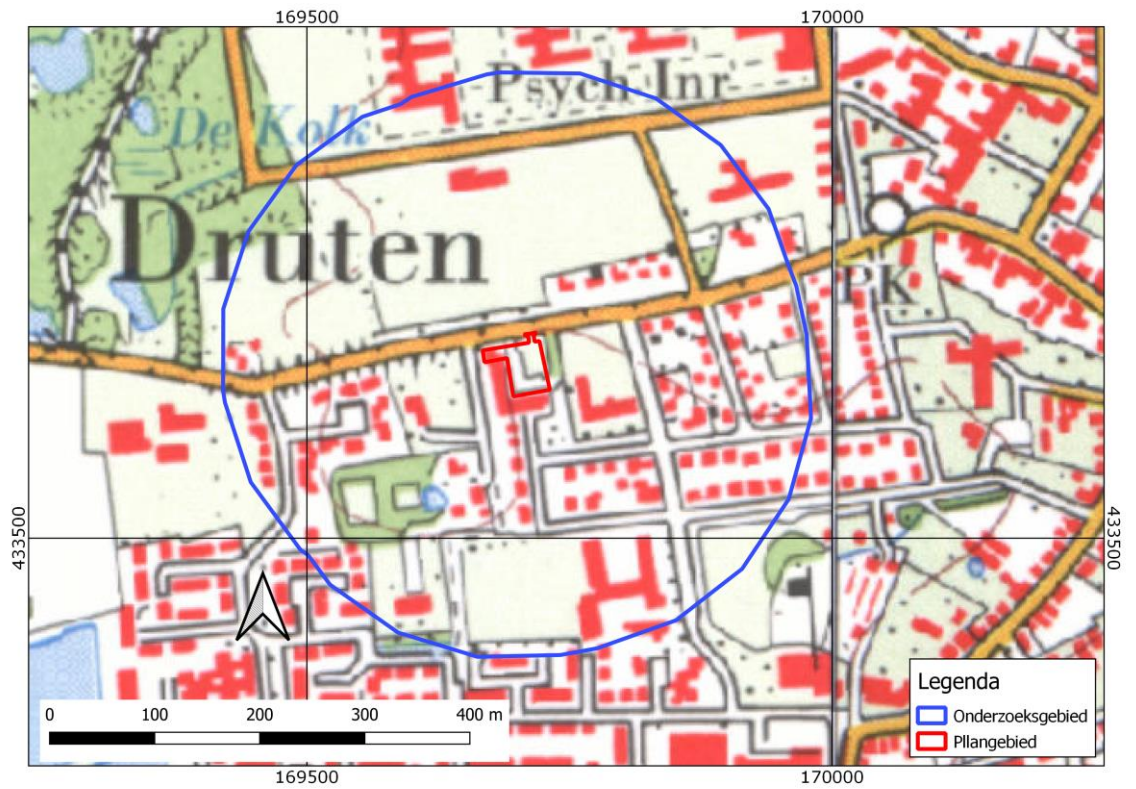 169500 170000
Psych Inr
De Kolk
Druten
PK
433500 433500
0 100 200 300 400 m
Legenda
Onderzoeksgebied
Pllangebied
169500 170000